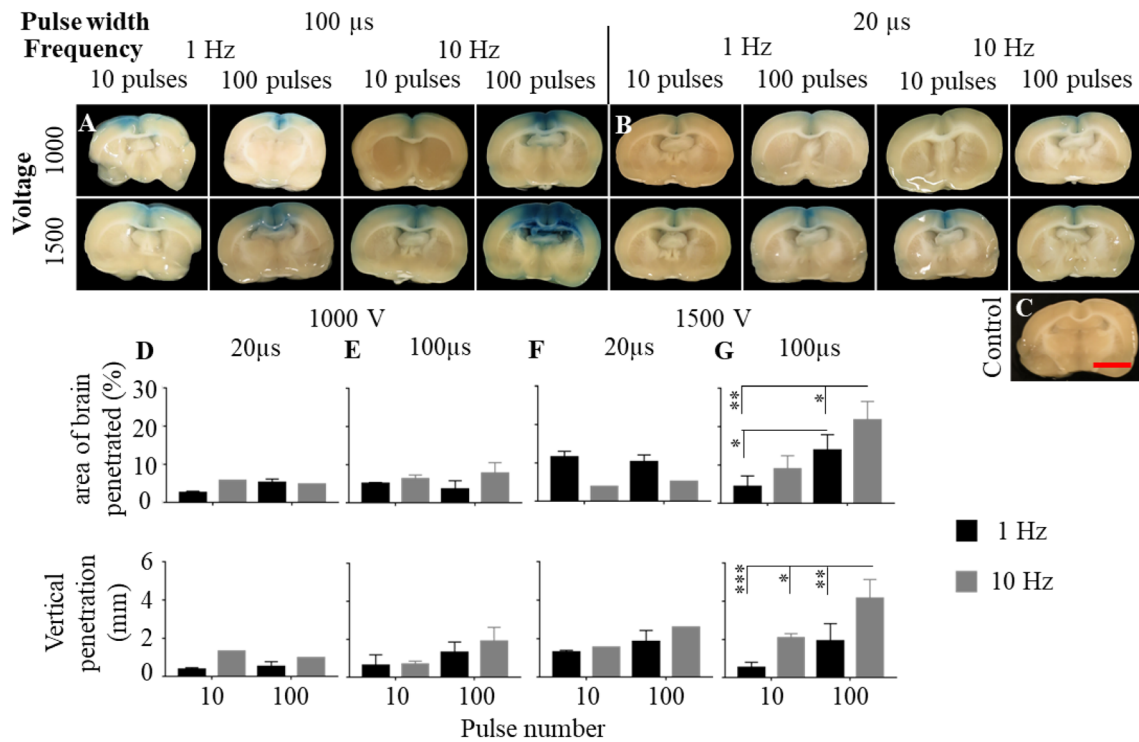 Pulse width 100 µs 20 µs
Frequency 1 Hz 10 Hz 1 Hz 10 Hz
10 pulses 100 pulses 10 pulses 100 pulses 10 pulses 100 pulses 10 pulses 100 pulses
A B
Voltage
1000
1500
Control
C
1000 V 1500 V
D 20µs E 100µs F 20µs G 100µs
area of brain
penetrated (%)
30
20
10
0
** *
*
1 Hz
10 Hz
Vertical
penetration
(mm)
6
4
2
0
*** * **
10 100 10 100 10 100 10 100
Pulse number